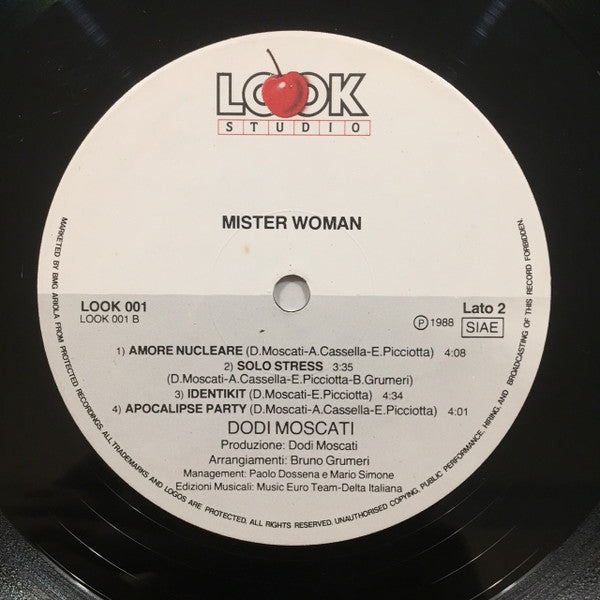 LOOK
STUDIO
MISTER WOMAN
LOOK 001
LOOK 001 B
Lato 2
℗ 1988 SIAE
1) AMORE NUCLEARE (D.Moscati-A.Cassella-E.Picciotta) 4:08
2) SOLO STRESS 3:35
(D.Moscati-A.Cassella-E.Picciotta-B.Grumeri)
3) IDENTIKIT (D.Moscati-A.Cassella-E.Picciotta) 4:34
4) APOCALIPSE PARTY (D.Moscati-A.Cassella-E.Picciotta) 4:01
DODI MOSCATI
Produzione: Dodi Moscati
Arrangiamenti: Bruno Grumeri
Management: Paolo Dossena e Mario Simone
Edizioni Musicali: Music Euro Team-Delta Italiana
MARKETED BY BMG ARIOLA FROM PROTECTED RECORDINGS. ALL TRADEMARKS AND LOGOS ARE PROTECTED. ALL RIGHTS RESERVED. UNAUTHORISED COPYING, PUBLIC PERFORMANCE, HIRING, AND BROADCASTING OF THIS RECORD FORBIDDEN.